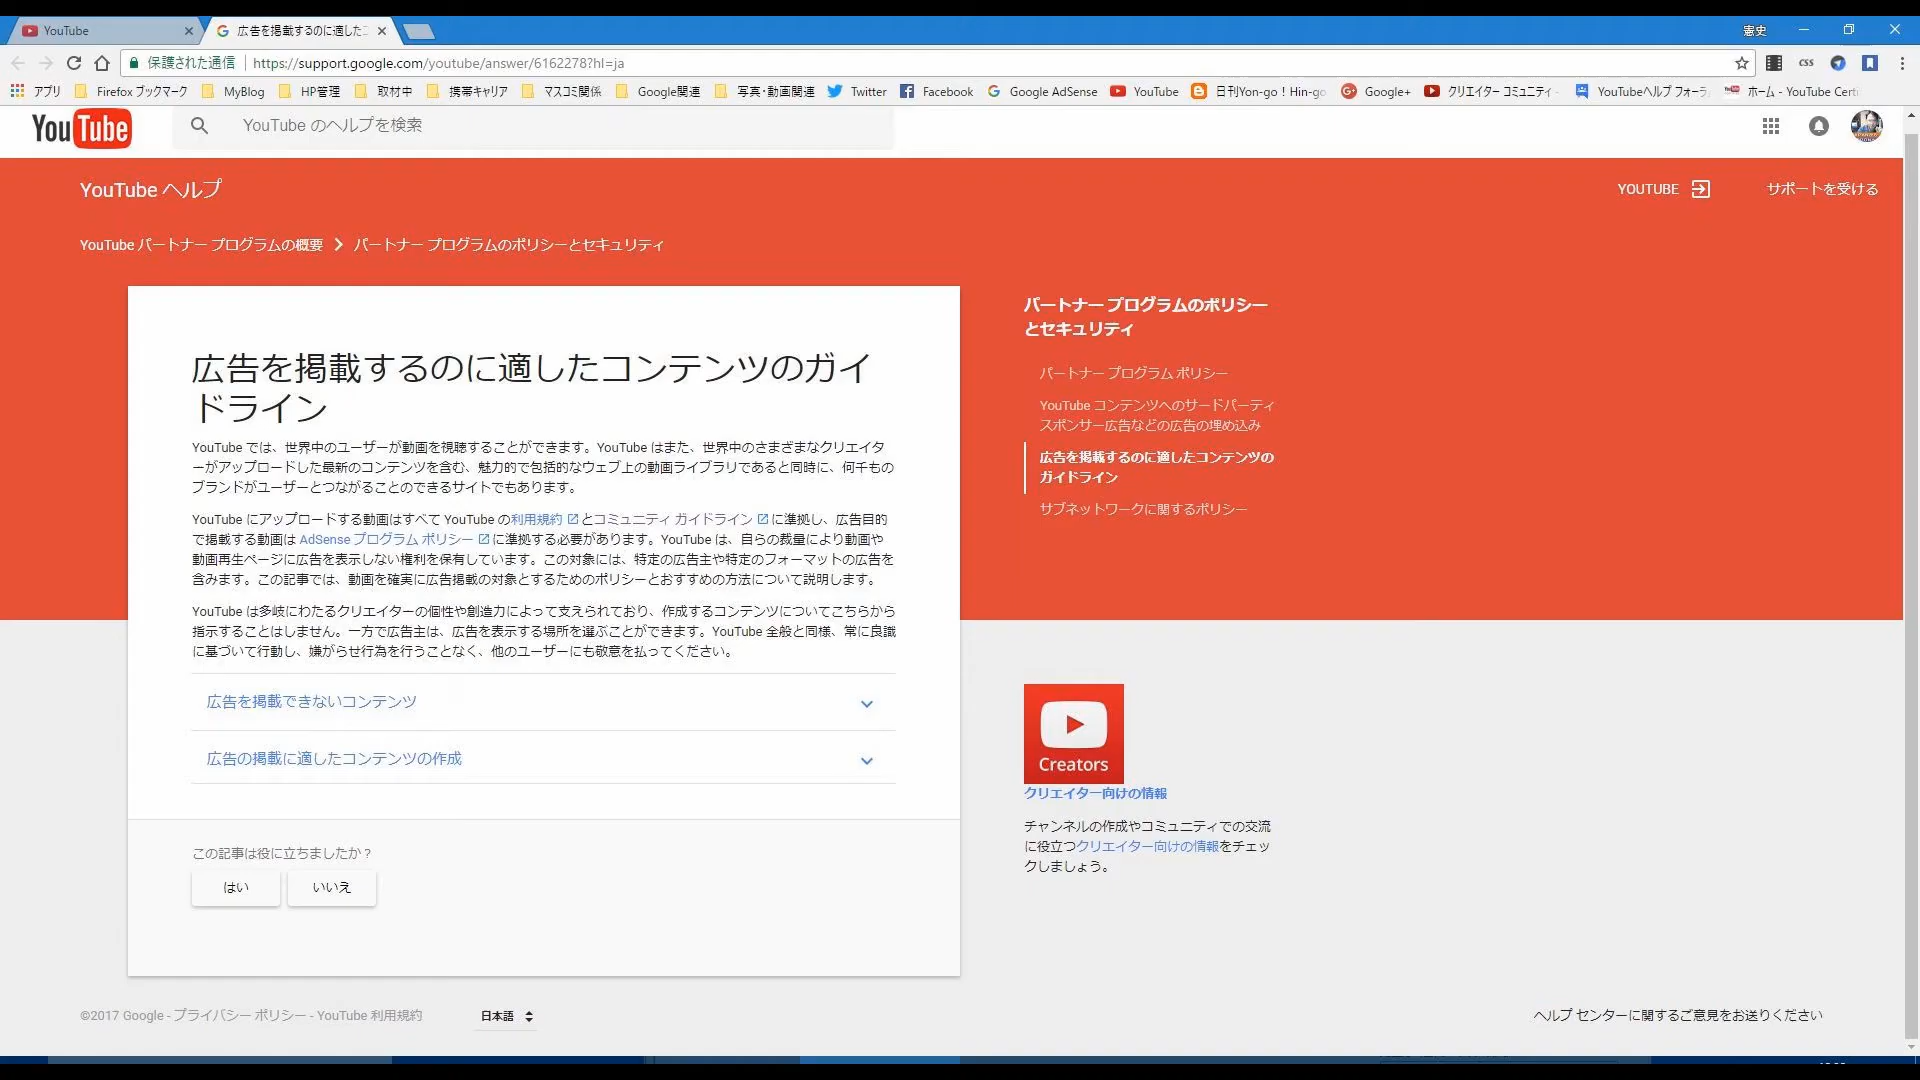 YouTube
広告を掲載するのに適したコ
憲史
保護された通信
https://support.google.com/youtube/answer/6162278?hl=ja
css
アプリ
Firefox ブックマーク
MyBlog
HP管理
取材中
携帯キャリア
マスコミ関係
Google関連
写真・動画関連
Twitter
Facebook
Google AdSense
YouTube
日刊Yon-go！Hin-go
Google+
クリエイター コミュニティ -
YouTubeヘルプ フォーラ
ホーム - YouTube Certi
YouTube
YouTube のヘルプを検索
YouTube ヘルプ
YOUTUBE
サポートを受ける
YouTube パートナー プログラムの概要 > パートナー プログラムのポリシーとセキュリティ
広告を掲載するのに適したコンテンツのガイ
ドライン
YouTube では、世界中のユーザーが動画を視聴することができます。YouTube はまた、世界中のさまざまなクリエイタ
ーがアップロードした最新のコンテンツを含む、魅力的で包括的なウェブ上の動画ライブラリであると同時に、何千もの
ブランドがユーザーとつながることのできるサイトでもあります。
YouTube にアップロードする動画はすべて YouTube の利用規約 とコミュニティ ガイドライン に準拠し、広告目的
で掲載する動画は AdSense プログラム ポリシー に準拠する必要があります。YouTube は、自らの裁量により動画や
動画再生ページに広告を表示しない権利を保有しています。この対象には、特定の広告主や特定のフォーマットの広告を
含みます。この記事では、動画を確実に広告掲載の対象とするためのポリシーとおすすめの方法について説明します。
YouTube は多岐にわたるクリエイターの個性や創造力によって支えられており、作成するコンテンツについてこちらから
指示することはしません。一方で広告主は、広告を表示する場所を選ぶことができます。YouTube 全般と同様、常に良識
に基づいて行動し、嫌がらせ行為を行うことなく、他のユーザーにも敬意を払ってください。
広告を掲載できないコンテンツ
広告の掲載に適したコンテンツの作成
この記事は役に立ちましたか？
はい
いいえ
パートナー プログラムのポリシー
とセキュリティ
パートナー プログラム ポリシー
YouTube コンテンツへのサードパーティ
スポンサー広告などの広告の埋め込み
広告を掲載するのに適したコンテンツの
ガイドライン
サブネットワークに関するポリシー
Creators
クリエイター向けの情報
チャンネルの作成やコミュニティでの交流
に役立つクリエイター向けの情報をチェッ
クしましょう。
©2017 Google - プライバシー ポリシー - YouTube 利用規約
日本語
ヘルプ センターに関するご意見をお送りください